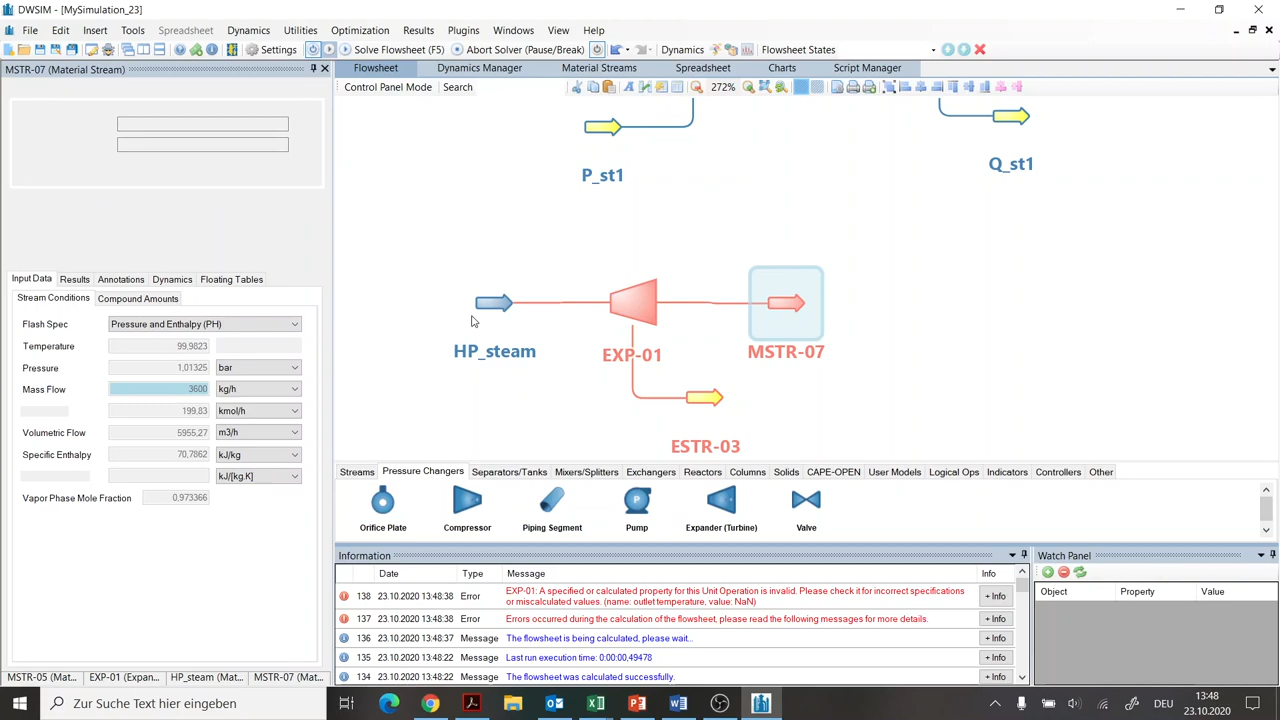 DWSIM - [MySimulation_23]
File Edit Insert Tools Spreadsheet Dynamics Utilities Optimization Results Plugins Windows View Help
Settings Solve Flowsheet (F5) Abort Solver (Pause/Break) Dynamics Flowsheet States
MSTR-07 (Material Stream)
Flowsheet Dynamics Manager Material Streams Spreadsheet Charts Script Manager
Control Panel Mode Search 272%
P_st1
Q_st1
Input Data Results Annotations Dynamics Floating Tables
Stream Conditions Compound Amounts
Flash Spec Pressure and Enthalpy (PH)
Temperature 99.9823
Pressure 1,01325 bar
Mass Flow 3600 kg/h
199.83 kmol/h
Volumetric Flow 5955,27 m3/h
Specific Enthalpy 70,7862 kJ/kg
kJ/[kg.K]
Vapor Phase Mole Fraction 0,973366
HP_steam
EXP-01
MSTR-07
ESTR-03
Streams Pressure Changers Separators/Tanks Mixers/Splitters Exchangers Reactors Columns Solids CAPE-OPEN User Models Logical Ops Indicators Controllers Other
P
Orifice Plate Compressor Piping Segment Pump Expander (Turbine) Valve
Information
Date Type Message Info
138 23.10.2020 13:48:38 Error EXP-01: A specified or calculated property for this Unit Operation is invalid. Please check it for incorrect specifications
or miscalculated values. (name: outlet temperature, value: NaN) + Info
137 23.10.2020 13:48:38 Error Errors occurred during the calculation of the flowsheet, please read the following messages for more details. + Info
136 23.10.2020 13:48:37 Message The flowsheet is being calculated, please wait... + Info
135 23.10.2020 13:48:22 Message Last run execution time: 0:00:00,49478 + Info
134 23.10.2020 13:48:22 Message The flowsheet was calculated successfully. + Info
Watch Panel
Object Property Value
MSTR-05 (Mat... EXP-01 (Expan... HP_steam (Mat... MSTR-07 (Mat...
Zur Suche Text hier eingeben
DEU
13:48
23.10.2020